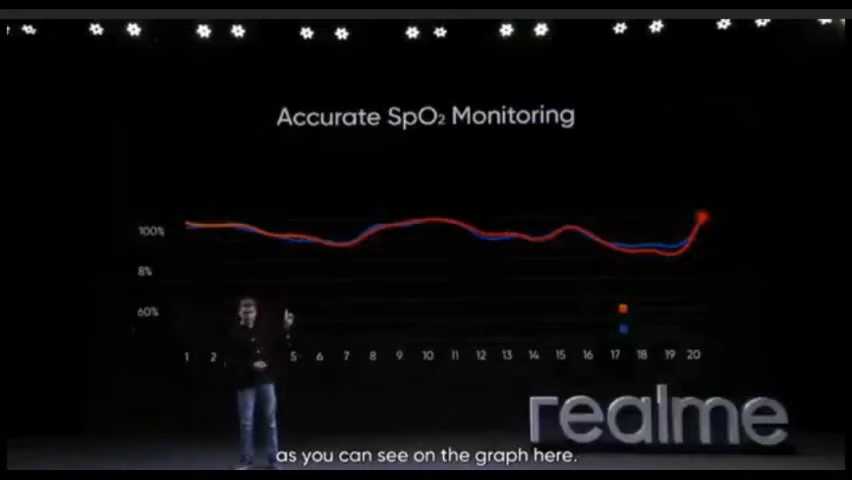 Accurate SpO₂ Monitoring
100%
8%
60%
1 2 5 6 7 8 9 10 11 12 13 14 15 16 17 18 19 20
realme
as you can see on the graph here.